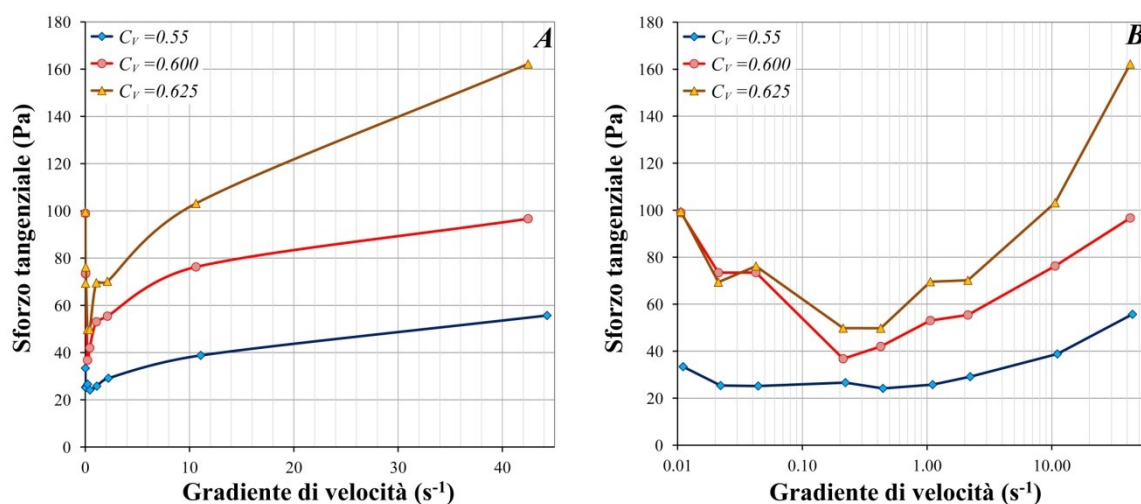 A
C_V =0.55
C_V =0.600
C_V =0.625
Sforzo tangenziale (Pa)
180
160
140
120
100
80
60
40
20
0
0 10 20 30 40
Gradiente di velocità (s⁻¹)
B
C_V =0.55
C_V =0.600
C_V =0.625
Sforzo tangenziale (Pa)
180
160
140
120
100
80
60
40
20
0
0.01 0.10 1.00 10.00
Gradiente di velocità (s⁻¹)